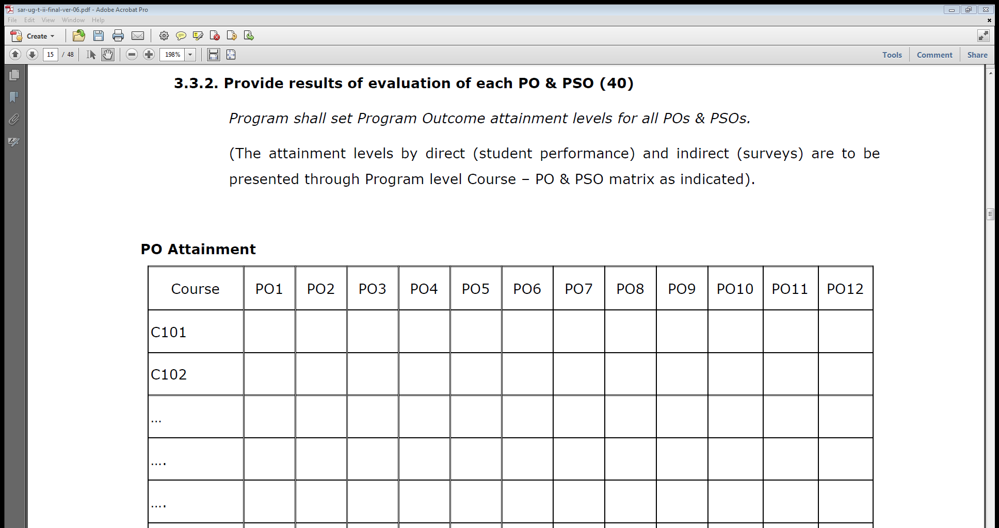 sar-ug-t-ii-final-ver-06.pdf - Adobe Acrobat Pro
File Edit View Window Help
Create
15 / 48 198% Tools Comment Share
3.3.2. Provide results of evaluation of each PO & PSO (40)
Program shall set Program Outcome attainment levels for all POs & PSOs.
(The attainment levels by direct (student performance) and indirect (surveys) are to be
presented through Program level Course – PO & PSO matrix as indicated).
PO Attainment
Course PO1 PO2 PO3 PO4 PO5 PO6 PO7 PO8 PO9 PO10 PO11 PO12
C101
C102
...
....
....